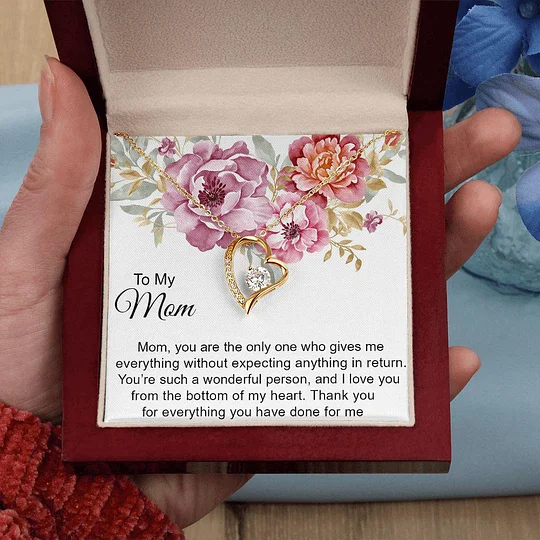 To My
Mom
Mom, you are the only one who gives me
everything without expecting anything in return.
You're such a wonderful person, and I love you
from the bottom of my heart. Thank you
for everything you have done for me